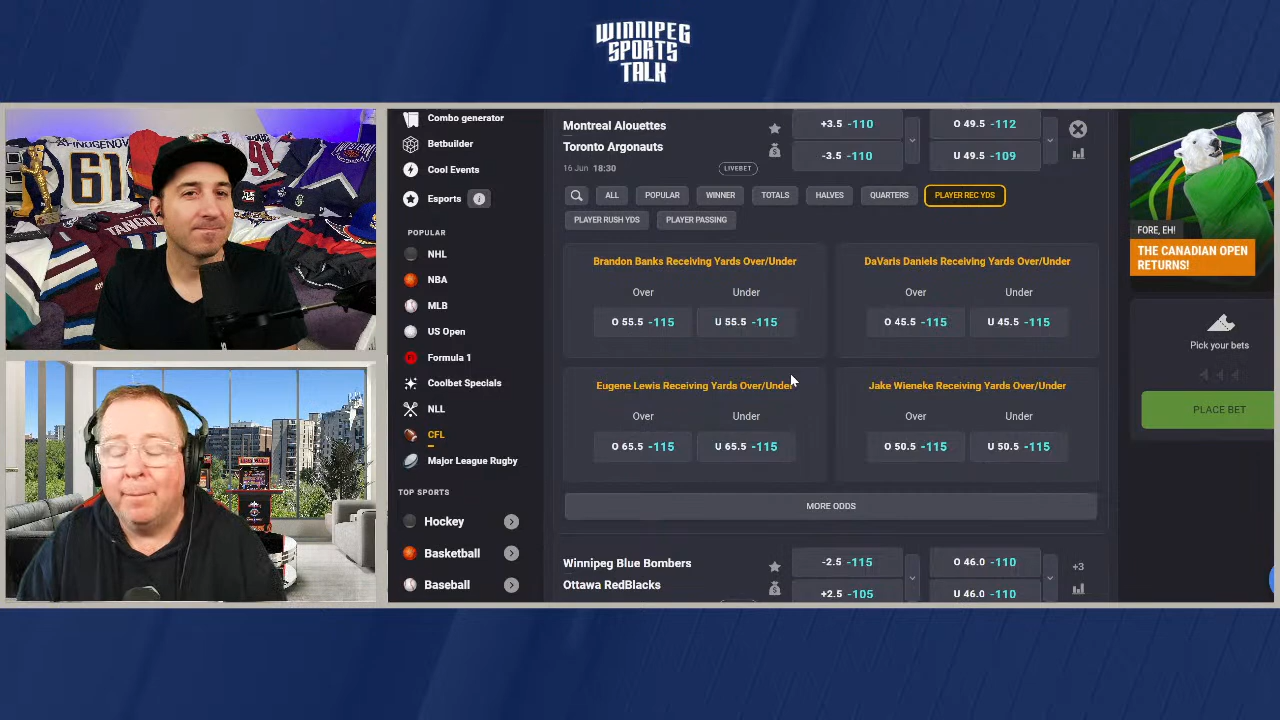 WINNIPEG
SPORTS
TALK
61
Combo generator
Betbuilder
Cool Events
Esports
POPULAR
NHL
NBA
MLB
US Open
Formula 1
Coolbet Specials
NLL
CFL
Major League Rugby
TOP SPORTS
Hockey
Basketball
Baseball
Montreal Alouettes
Toronto Argonauts
16 Jun 18:30
LIVEBET
+3.5 -110
O 49.5 -112
-3.5 -110
U 49.5 -109
ALL POPULAR WINNER TOTALS HALVES QUARTERS PLAYER REC YDS
PLAYER RUSH YDS PLAYER PASSING
Brandon Banks Receiving Yards Over/Under
Over Under
O 55.5 -115 U 55.5 -115
DaVaris Daniels Receiving Yards Over/Under
Over Under
O 45.5 -115 U 45.5 -115
Eugene Lewis Receiving Yards Over/Under
Over Under
O 65.5 -115 U 65.5 -115
Jake Wieneke Receiving Yards Over/Under
Over Under
O 50.5 -115 U 50.5 -115
MORE ODDS
Winnipeg Blue Bombers
Ottawa RedBlacks
-2.5 -115
O 46.0 -110
+3
+2.5 -105
U 46.0 -110
FORE, EH!
THE CANADIAN OPEN
RETURNS!
Pick your bets
PLACE BET